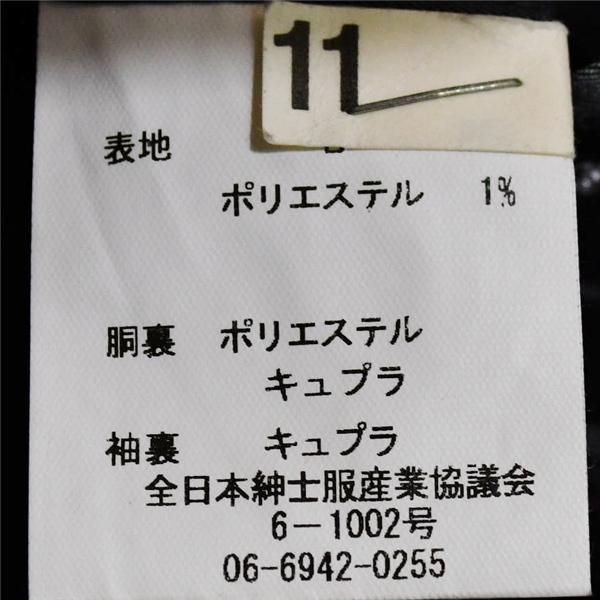 11
表地
ポリエステル 1%
胴裏 ポリエステル
キュプラ
袖裏 キュプラ
全日本紳士服産業協議会
6-1002号
06-6942-0255